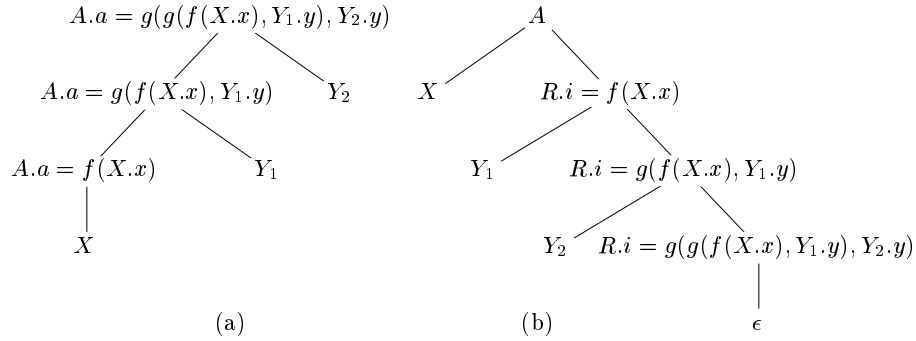 A.a = g(g(f(X.x), Y₁.y), Y₂.y)
A
A.a = g(f(X.x), Y₁.y)
Y₂
X
R.i = f(X.x)
A.a = f(X.x)
Y₁
Y₁
R.i = g(f(X.x), Y₁.y)
X
Y₂
R.i = g(g(f(X.x), Y₁.y), Y₂.y)
(a)
(b)
ϵ